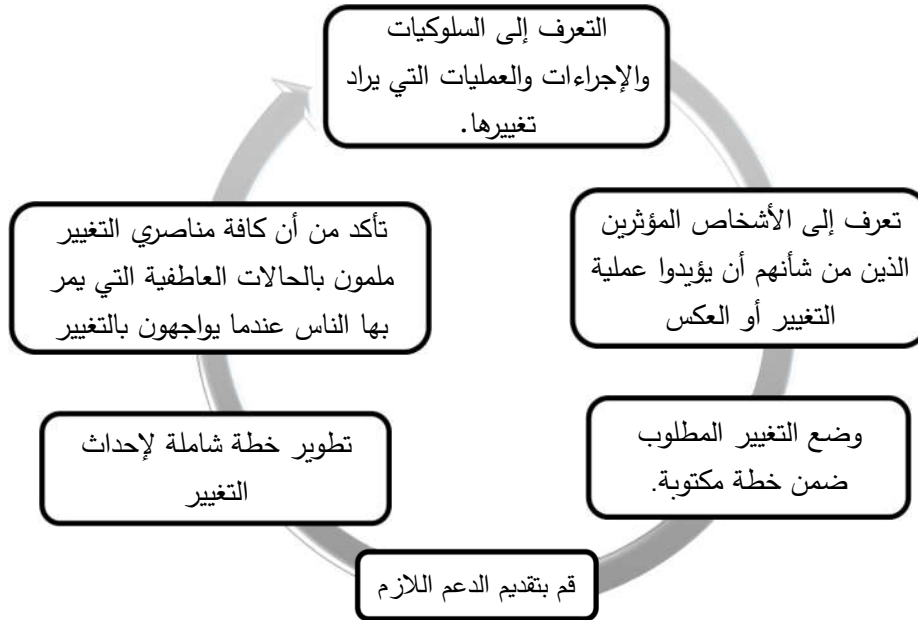 التعرف إلى السلوكيات
والإجراءات والعمليات التي يراد
تغييرها.
تعرف إلى الأشخاص المؤثرين
الذين من شأنهم أن يؤيدوا عملية
التغيير أو العكس
وضع التغيير المطلوب
ضمن خطة مكتوبة.
قم بتقديم الدعم اللازم
تطوير خطة شاملة لإحداث
التغيير
تأكد من أن كافة مناصري التغيير
ملمون بالحالات العاطفية التي يمر
بها الناس عندما يواجهون بالتغيير